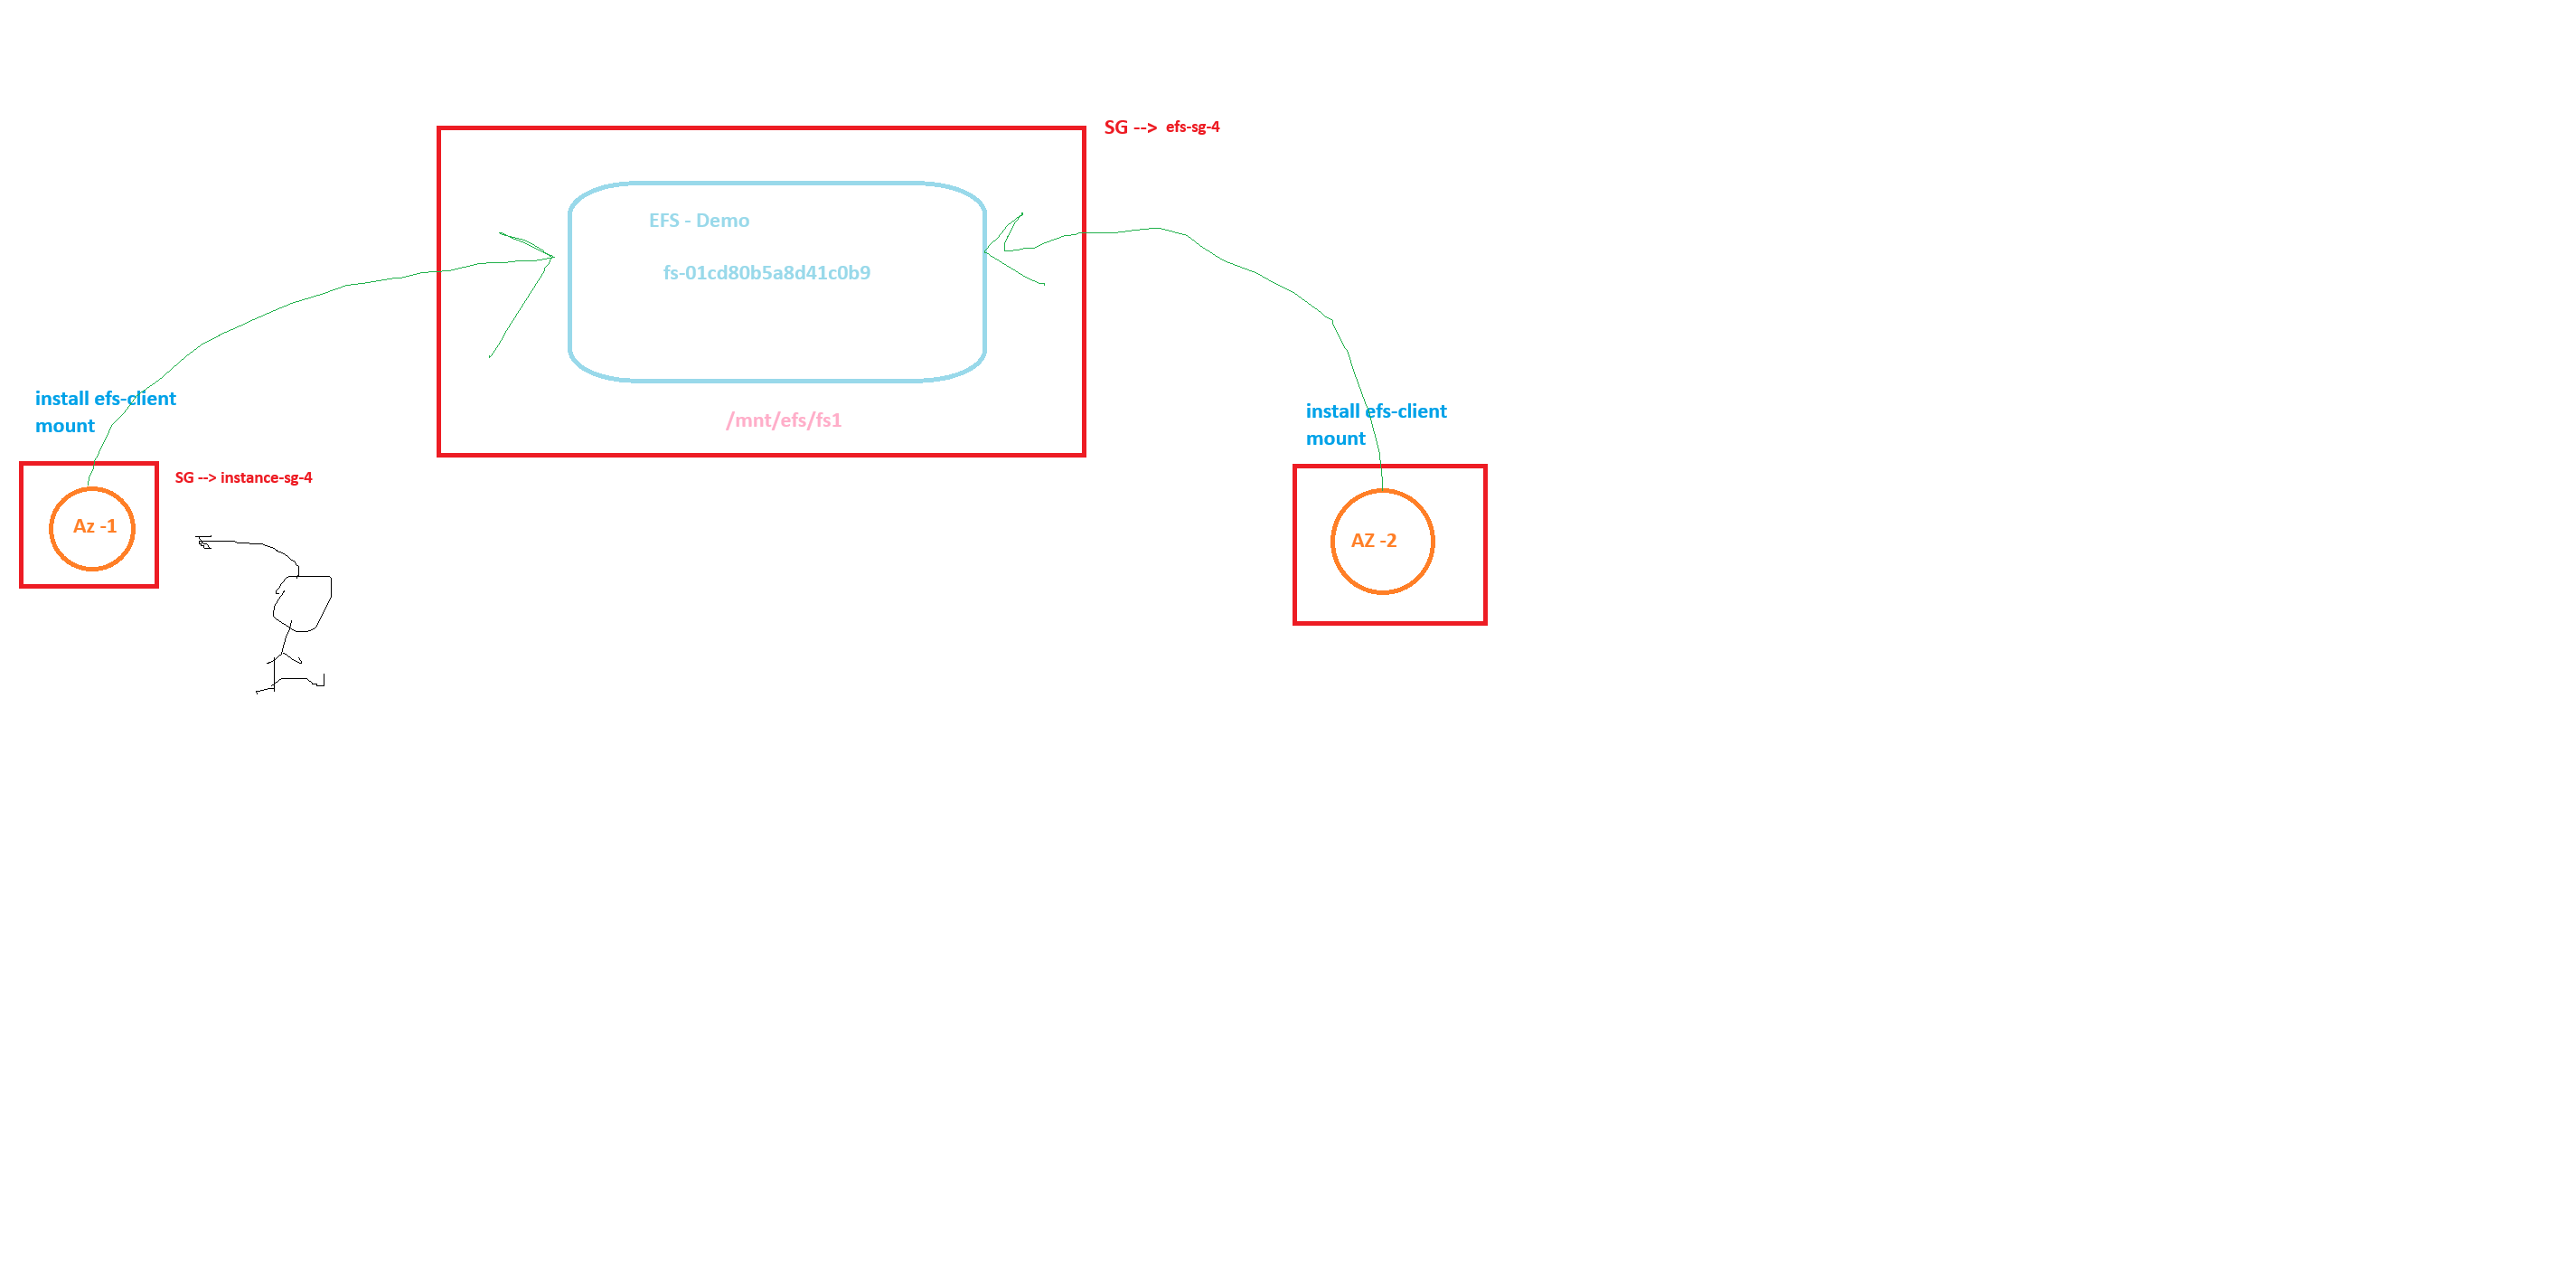 SG --> efs-sg-4
EFS - Demo
fs-01cd80b5a8d41c0b9
/mnt/efs/fs1
install efs-client
mount
SG --> instance-sg-4
Az -1
install efs-client
mount
AZ -2